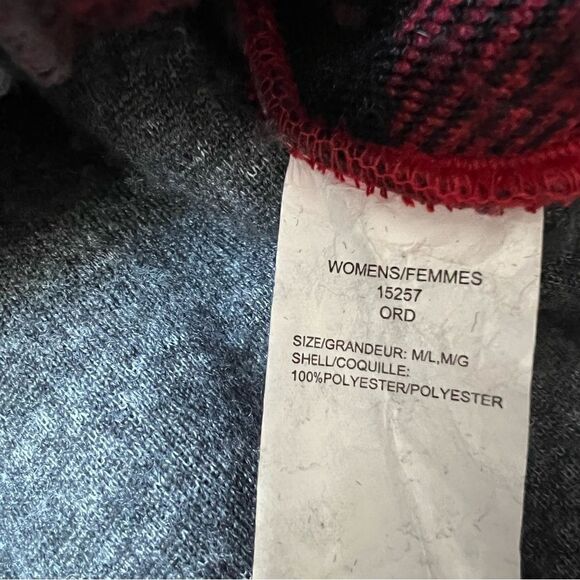 WOMENS/FEMMES
15257
ORD
SIZE/GRANDEUR: M/L,M/G
SHELL/COQUILLE:
100%POLYESTER/POLYESTER